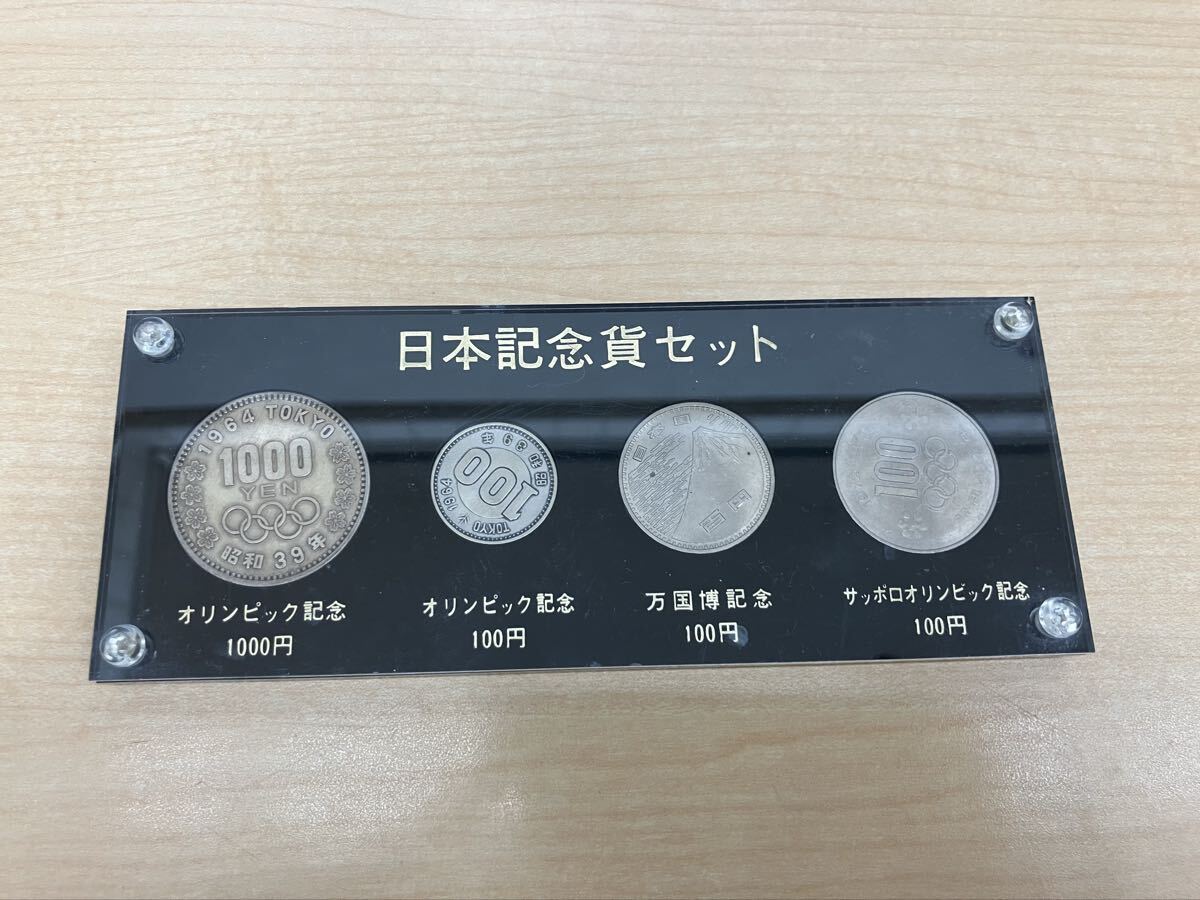 日本記念貨セット
1964 TOKYO
1000
YEN
昭和 39年
オリンピック記念
1000円
昭和 39年
100
TOKYO 1964
オリンピック記念
100円
日本国
万国博記念
100円
100
サッポロオリンピック記念
100円